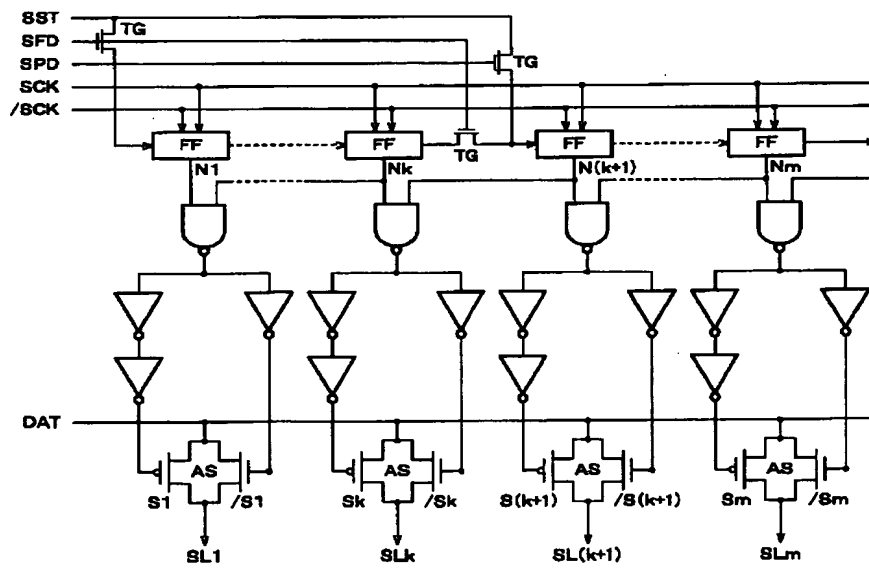 SST
TG
SFD
SPD
TG
SCK
/SCK
FF
FF
TG
FF
FF
N1
Nk
N(k+1)
Nm
DAT
AS
AS
AS
AS
S1
/S1
Sk
/Sk
S(k+1)
/S(k+1)
Sm
/Sm
SL1
SLk
SL(k+1)
SLm